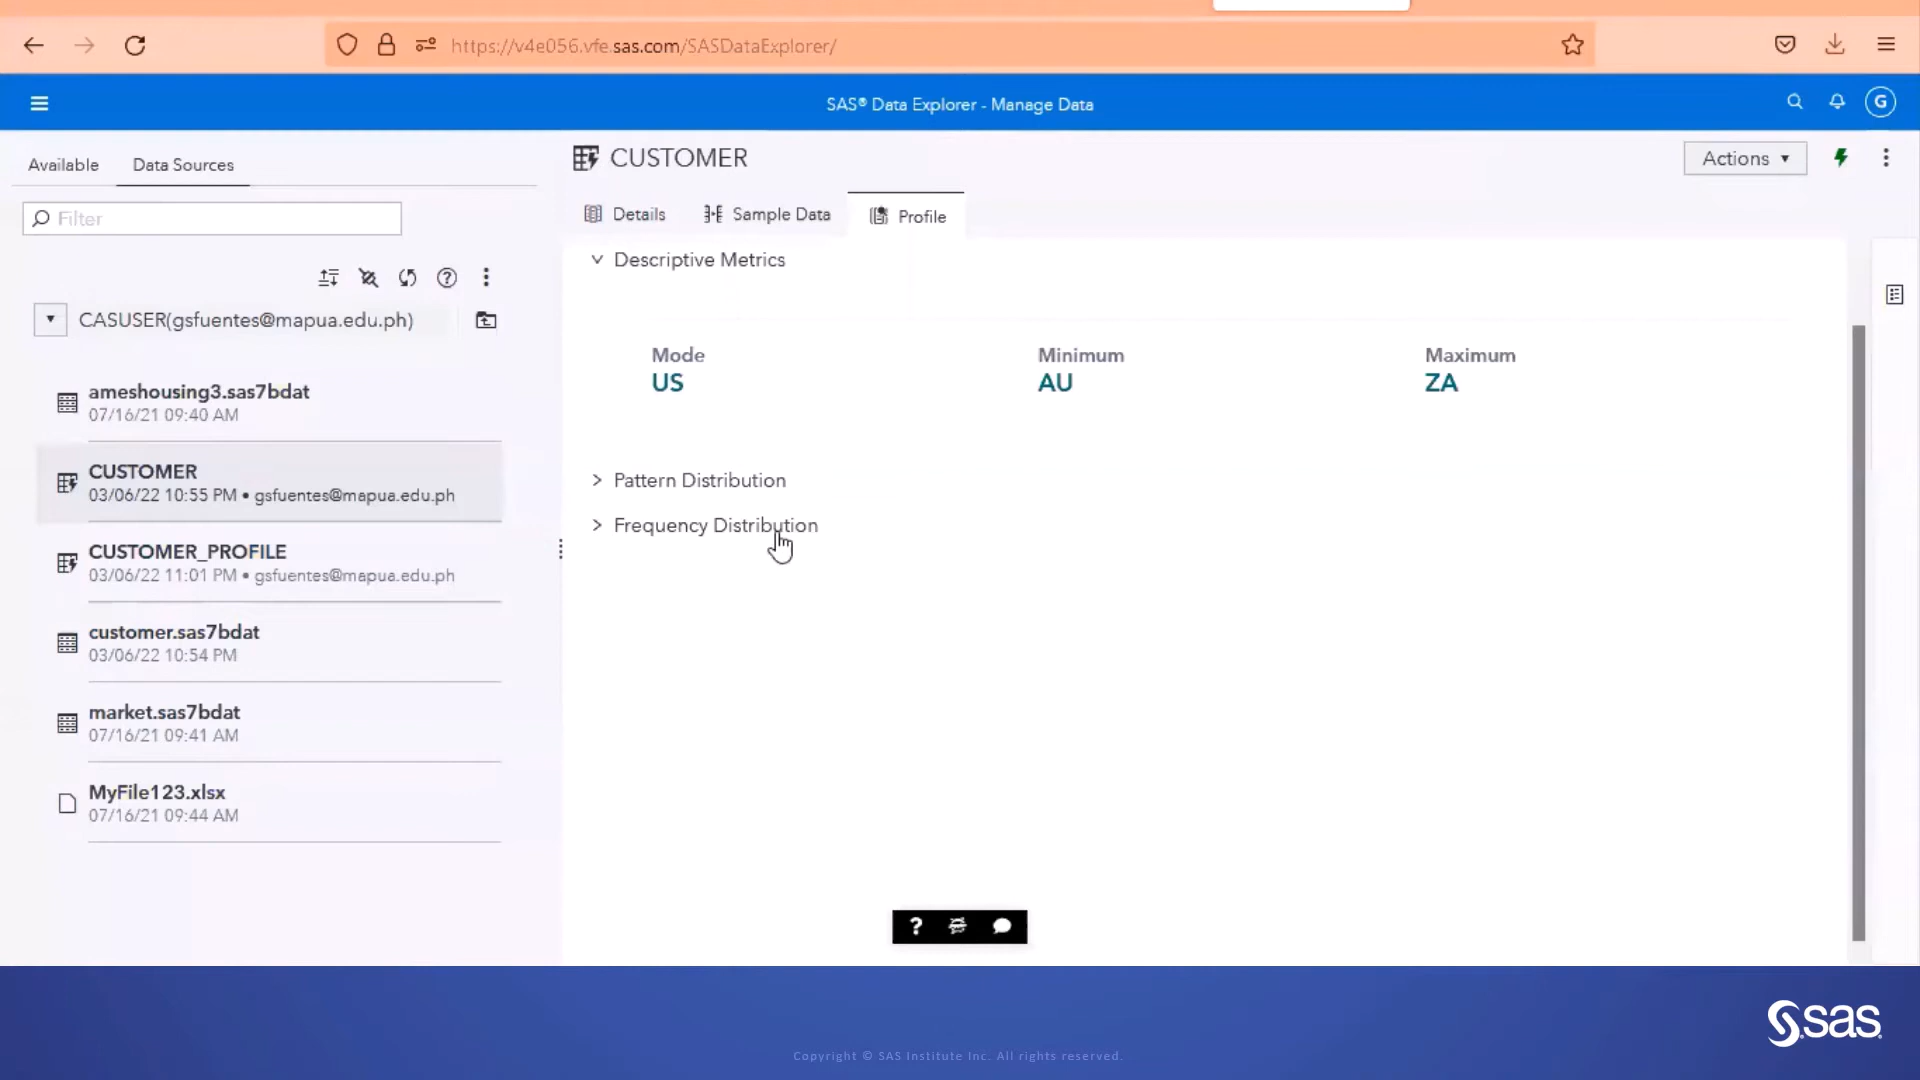 https://v4e056.vfe.sas.com/SASDataExplorer/
SAS® Data Explorer - Manage Data
G
Available
Data Sources
Filter
CASUSER(gsfuentes@mapua.edu.ph)
ameshousing3.sas7bdat
07/16/21 09:40 AM
CUSTOMER
03/06/22 10:55 PM • gsfuentes@mapua.edu.ph
CUSTOMER_PROFILE
03/06/22 11:01 PM • gsfuentes@mapua.edu.ph
customer.sas7bdat
03/06/22 10:54 PM
market.sas7bdat
07/16/21 09:41 AM
MyFile123.xlsx
07/16/21 09:44 AM
CUSTOMER
Actions
Details
Sample Data
Profile
Descriptive Metrics
Mode
US
Minimum
AU
Maximum
ZA
Pattern Distribution
Frequency Distribution
?
sas
Copyright © SAS Institute Inc. All rights reserved.